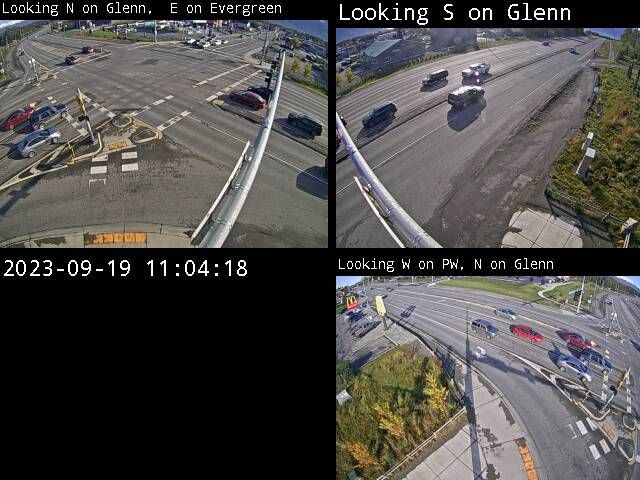 Looking N on Glenn,  E on Evergreen
Looking S on Glenn
2023-09-19 11:04:18
Looking W on PW, N on Glenn